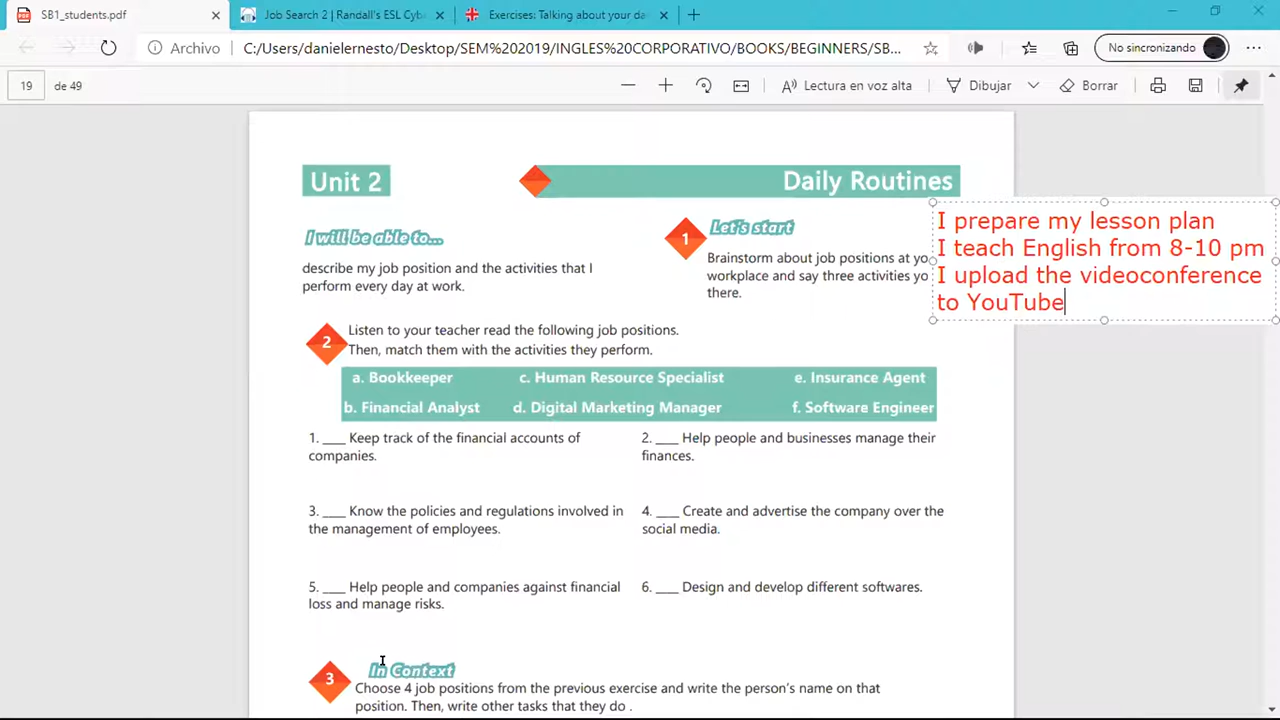 SB1_students.pdf
Job Search 2 | Randall's ESL Cyb
Exercises: Talking about your da
Archivo
C:/Users/danielernesto/Desktop/SEM%202019/INGLES%20CORPORATIVO/BOOKS/BEGINNERS/SB...
No sincronizando
19 de 49
Lectura en voz alta
Dibujar
Borrar
Unit 2
Daily Routines
I will be able to...
describe my job position and the activities that I
perform every day at work.
1
Let's start
Brainstorm about job positions at yo
workplace and say three activities yo
there.
I prepare my lesson plan
I teach English from 8-10 pm
I upload the videoconference
to YouTube
2
Listen to your teacher read the following job positions.
Then, match them with the activities they perform.
a. Bookkeeper c. Human Resource Specialist e. Insurance Agent
b. Financial Analyst d. Digital Marketing Manager f. Software Engineer
1. ___ Keep track of the financial accounts of
companies.
2. ___ Help people and businesses manage their
finances.
3. ___ Know the policies and regulations involved in
the management of employees.
4. ___ Create and advertise the company over the
social media.
5. ___ Help people and companies against financial
loss and manage risks.
6. ___ Design and develop different softwares.
3
In Context
Choose 4 job positions from the previous exercise and write the person's name on that
position. Then, write other tasks that they do .